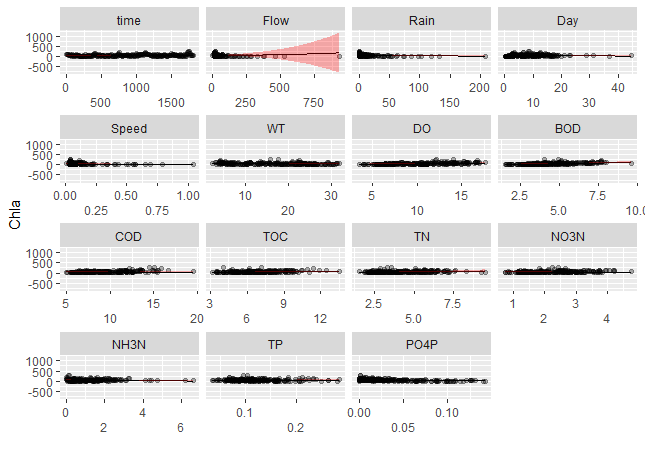 time Flow Rain Day
1000
500
0
-500
0 1000 0 500 0 100 200 0 20 40
500 1500 250 750 50 150 10 30
Speed WT DO BOD
1000
500
0
-500
0.00 0.50 1.00 10 30 5 15 2.5 7.5
0.25 0.75 20 10 5.0 10.0
Chla
COD TOC TN NO3N
1000
500
0
-500
5 15 3 9 2.5 7.5 1 3
10 20 6 12 5.0 2 4
NH3N TP PO4P
1000
500
0
-500
0 4 0.1 0.00 0.10
2 6 0.2 0.05